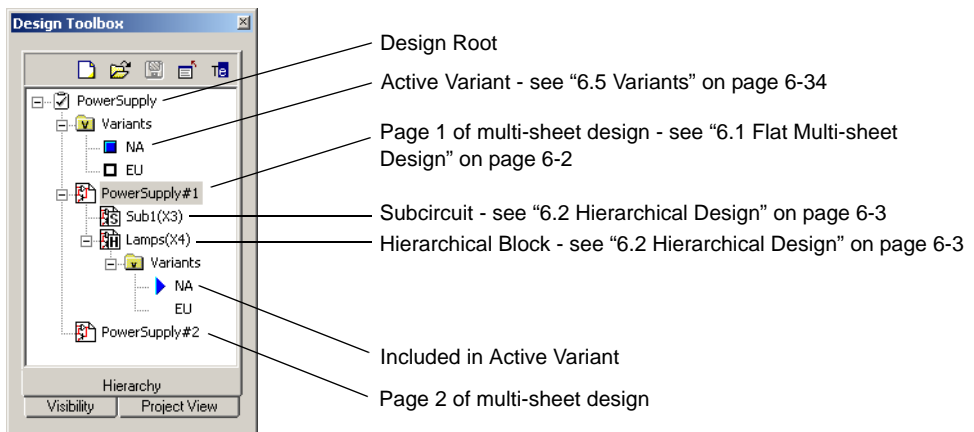 Design Toolbox
PowerSupply
Variants
NA
EU
PowerSupply#1
Sub1(X3)
Lamps(X4)
Variants
NA
EU
PowerSupply#2
Hierarchy
Visibility
Project View
Design Root
Active Variant - see “6.5 Variants” on page 6-34
Page 1 of multi-sheet design - see “6.1 Flat Multi-sheet
Design” on page 6-2
Subcircuit - see “6.2 Hierarchical Design” on page 6-3
Hierarchical Block - see “6.2 Hierarchical Design” on page 6-3
Included in Active Variant
Page 2 of multi-sheet design